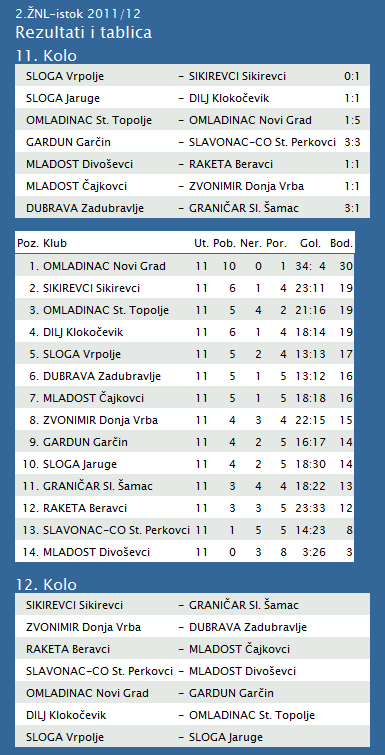 2.ŽNL-istok 2011/12
Rezultati i tablica
11. Kolo
SLOGA Vrpolje - SIKIREVCI Sikirevci 0:1
SLOGA Jaruge - DILJ Klokočevik 1:1
OMLADINAC St. Topolje - OMLADINAC Novi Grad 1:5
GARDUN Garčin - SLAVONAC-CO St. Perkovci 3:3
MLADOST Divoševci - RAKETA Beravci 1:1
MLADOST Čajkovci - ZVONIMIR Donja Vrba 1:1
DUBRAVA Zadubravlje - GRANIČAR Sl. Šamac 3:1
Poz. Klub Ut. Pob. Ner. Por. Gol. Bod.
1. OMLADINAC Novi Grad 11 10 0 1 34: 4 30
2. SIKIREVCI Sikirevci 11 6 1 4 23:11 19
3. OMLADINAC St. Topolje 11 5 4 2 21:16 19
4. DILJ Klokočevik 11 6 1 4 18:14 19
5. SLOGA Vrpolje 11 5 2 4 13:13 17
6. DUBRAVA Zadubravlje 11 5 1 5 13:12 16
7. MLADOST Čajkovci 11 5 1 5 18:18 16
8. ZVONIMIR Donja Vrba 11 4 3 4 22:15 15
9. GARDUN Garčin 11 4 2 5 16:17 14
10. SLOGA Jaruge 11 4 2 5 18:30 14
11. GRANIČAR Sl. Šamac 11 3 4 4 18:22 13
12. RAKETA Beravci 11 3 3 5 23:33 12
13. SLAVONAC-CO St. Perkovci 11 1 5 5 14:23 8
14. MLADOST Divoševci 11 0 3 8 3:26 3
12. Kolo
SIKIREVCI Sikirevci - GRANIČAR Sl. Šamac
ZVONIMIR Donja Vrba - DUBRAVA Zadubravlje
RAKETA Beravci - MLADOST Čajkovci
SLAVONAC-CO St. Perkovci - MLADOST Divoševci
OMLADINAC Novi Grad - GARDUN Garčin
DILJ Klokočevik - OMLADINAC St. Topolje
SLOGA Vrpolje - SLOGA Jaruge